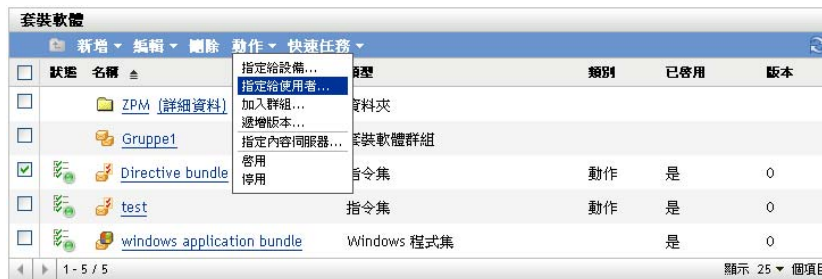 套裝軟體
新增 編輯 刪除 動作 快速任務
狀態 名稱 類型 類別 已啓用 版本
指定給設備...
指定給使用者...
加入群組...
遞增版本...
指定內容伺服器...
啓用
停用
ZPM (詳細資料) 資料夾
Gruppe1 套裝軟體群組
Directive bundle 指令集 動作 是 0
test 指令集 動作 是 0
windows application bundle Windows 程式集 是 0
1 - 5 / 5 顯示 25 個項目